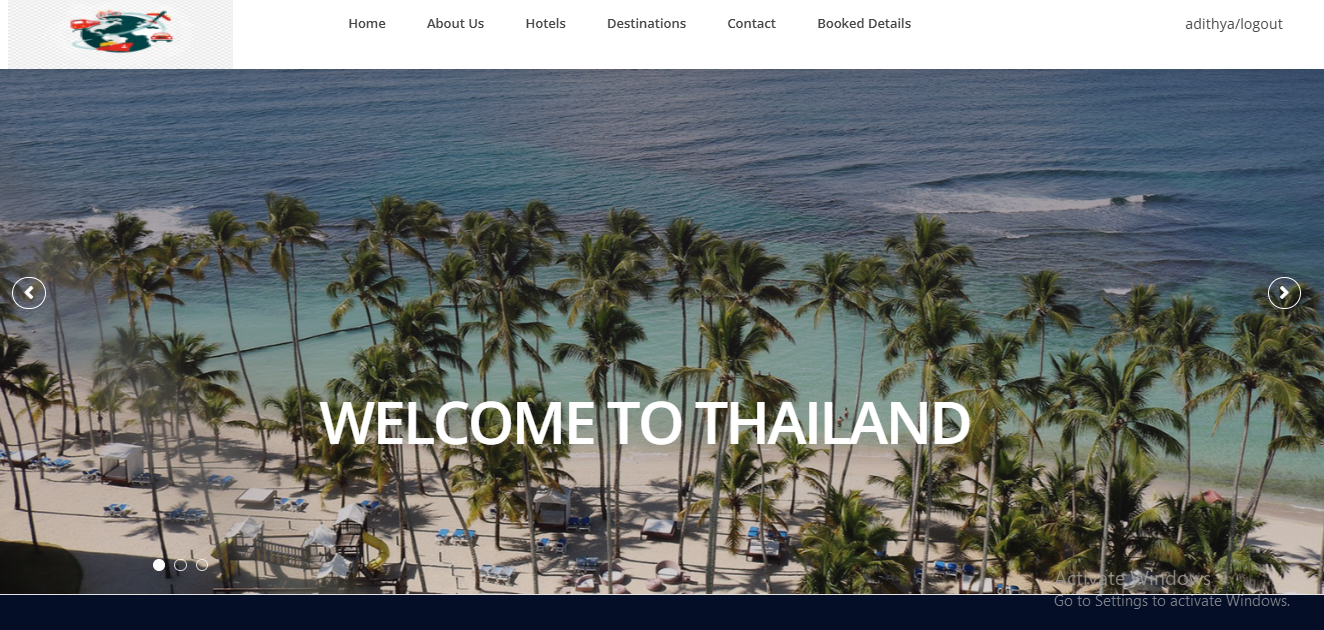 Home About Us Hotels Destinations Contact Booked Details adithya/logout
WELCOME TO THAILAND
Activate Windows
Go to Settings to activate Windows.